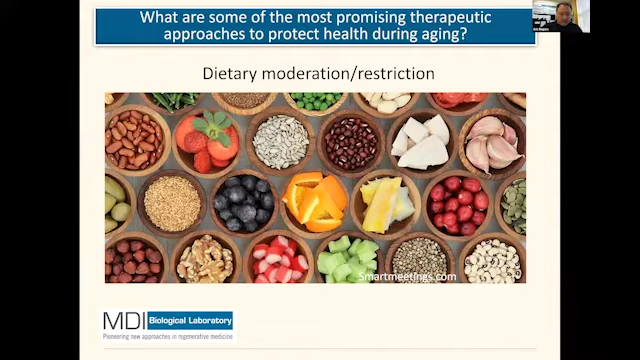 What are some of the most promising therapeutic
approaches to protect health during aging?
Dietary moderation/restriction
Smartmeetings.com
MDI Biological Laboratory
Pioneering new approaches in regenerative medicine